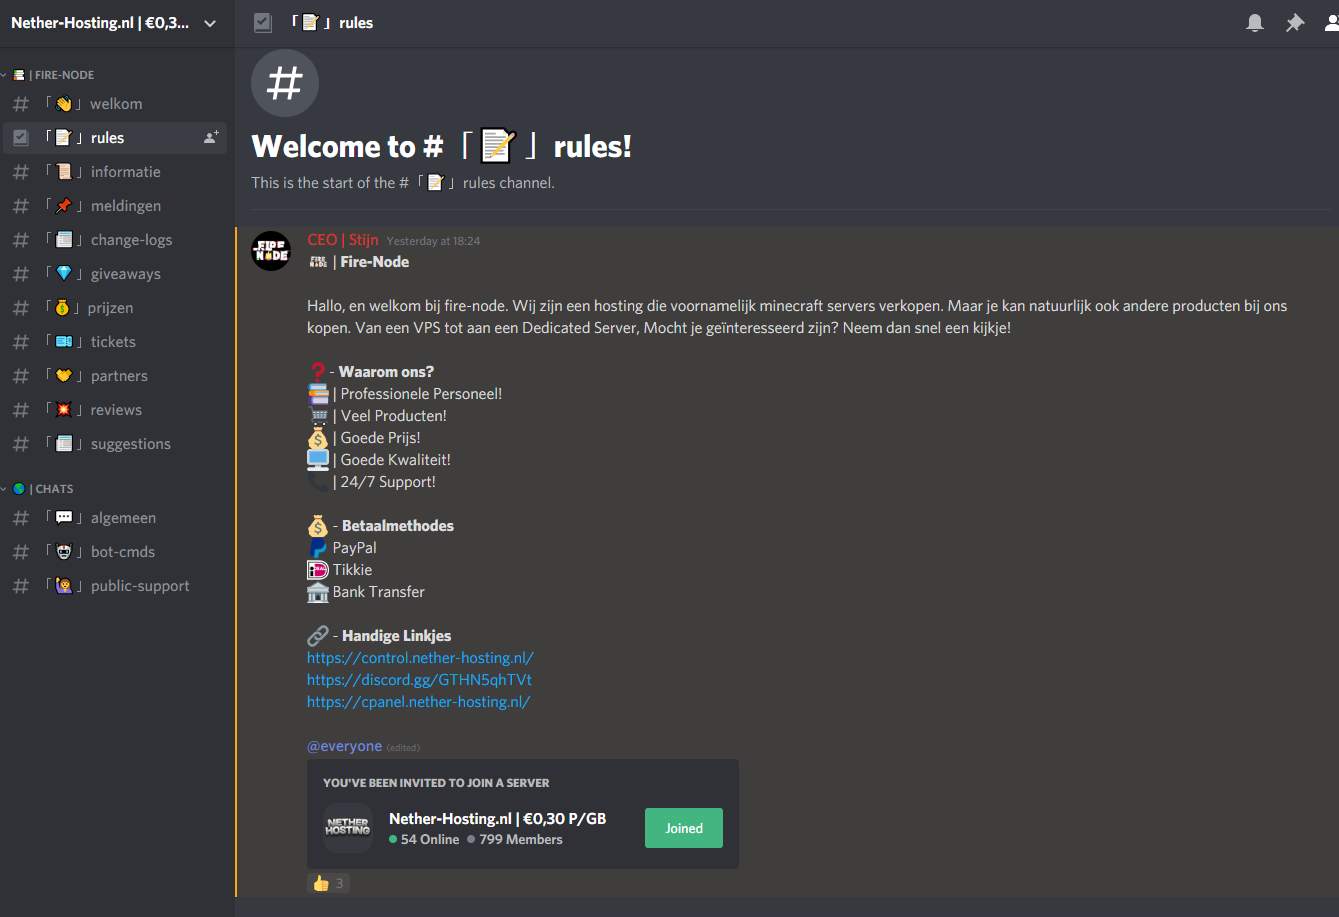 Nether-Hosting.nl | €0,3...
📚 | FIRE-NODE
「👋」welkom
「📝」rules
「📜」informatie
「📌」meldingen
「📰」change-logs
「💎」giveaways
「💰」prijzen
「🎟」tickets
「🤝」partners
「💥」reviews
「📰」suggestions
🌍 | CHATS
「💬」algemeen
「🤖」bot-cmds
「🙋」public-support
「📝」rules
Welcome to #「📝」rules!
This is the start of the #「📝」rules channel.
FIRE NODE
CEO | Stijn Yesterday at 18:24
FIRE NODE | Fire-Node
Hallo, en welkom bij fire-node. Wij zijn een hosting die voornamelijk minecraft servers verkopen. Maar je kan natuurlijk ook andere producten bij ons
kopen. Van een VPS tot aan een Dedicated Server, Mocht je geïnteresseerd zijn? Neem dan snel een kijkje!
❓ - Waarom ons?
📚 | Professionele Personeel!
🛒 | Veel Producten!
💰 | Goede Prijs!
🖥 | Goede Kwaliteit!
📞 | 24/7 Support!
💰 - Betaalmethodes
PayPal
Tikkie
🏦 Bank Transfer
🔗 - Handige Linkjes
https://control.nether-hosting.nl/
https://discord.gg/GTHN5qhTVt
https://cpanel.nether-hosting.nl/
@everyone (edited)
YOU'VE BEEN INVITED TO JOIN A SERVER
NETHER HOSTING
Nether-Hosting.nl | €0,30 P/GB
54 Online 799 Members
Joined
👍 3